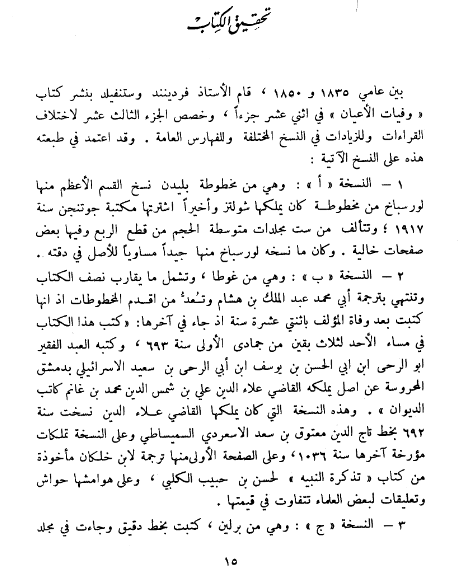 تحقيق الكتاب
بين عامي ١٨٣٥ و ١٨٥٠ ، قام الأستاذ فردينند وستنفيلد بنشر كتاب
« وفيات الأعيان » في اثني عشر جزءاً ، وخصص الجزء الثالث عشر لاختلاف
القراءات وللزيادات في النسخ المختلفة وللفهارس العامة . وقد اعتمد في طبعته
هذه على النسخ الآتية :
١ – النسخة « أ » : وهي من مخطوطة بليدن نسخ القسم الأعظم منها
لورسباخ من مخطوطة كان يملكها شولتز وأخيراً اشترتها مكتبة جوتنجن سنة
١٩١٧ ؛ وتتألف من ست مجلدات متوسطة الحجم من قطع الربع وفيها بعض
صفحات خالية . وكان ما نسخه لورسباخ منها جيداً مساوياً للأصل في دقته .
٢ – النسخة « ب » : وهي من غوطا ، وتشمل ما يقارب نصف الكتاب
وتنتهي بترجمة أبي محمد عبد الملك بن هشام وتُعدُّ من اقدم المخطوطات اذ انها
كتبت بعد وفاة المؤلف باثنتي عشرة سنة اذ جاء في آخرها: «كتب هذا الكتاب
في مساء الأحد لثلاث بقين من جمادى الأولى سنة ٦٩٣ ، وكتبه العبد الفقير
ابو الرحى ابن ابي الحسن بن يوسف ابن أبي الرحى بن سعيد الاسرائيلي بدمشق
المحروسة عن اصل يملكه القاضي علاء الدين علي بن شمس الدين محمد بن غانم كاتب
الديوان » . وهذه النسخة التي كان يملكها القاضي علاء الدين نسخت سنة
٦٩٢ بخط تاج الدين معتوق بن سعد الاسعردي السميساطي وعلى النسخة تملكات
مؤرخة آخرها سنة ١٠٣٦، وعلى الصفحة الأولى منها ترجمة لابن خلكان مأخوذة
من كتاب « تذكرة النبيه » لحسن بن حبيب الكلبي ، وعلى هوامشها حواش
وتعليقات لبعض العلماء تتفاوت في قيمتها .
٣ – النسخة « ج » : وهي من برلين ، كتبت بخط دقيق وجاءت في مجلد
١٥